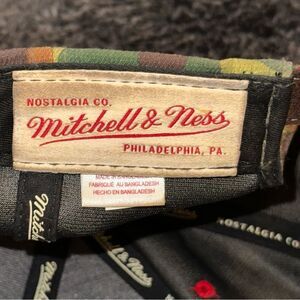 NOSTALGIA CO.
Mitchell & Ness
PHILADELPHIA, PA.
MADE IN BANGLADESH
FABRIQUÉ AU BANGLADESH
HECHO EN BANGLADESH
NOSTALGIA CO.